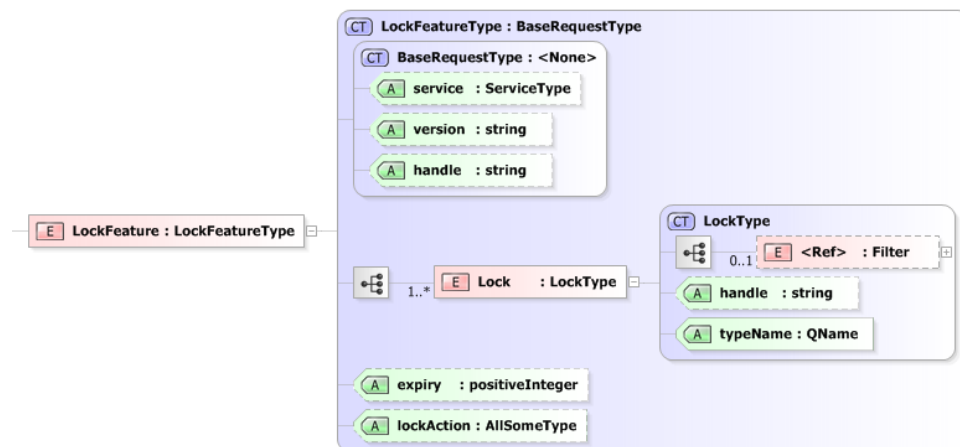 CT LockFeatureType : BaseRequestType
CT BaseRequestType : <None>
A service : ServiceType
A version : string
A handle : string
E LockFeature : LockFeatureType
CT LockType
0..1 E <Ref> : Filter
1..* E Lock : LockType
A handle : string
A typeName : QName
A expiry : positiveInteger
A lockAction : AllSomeType